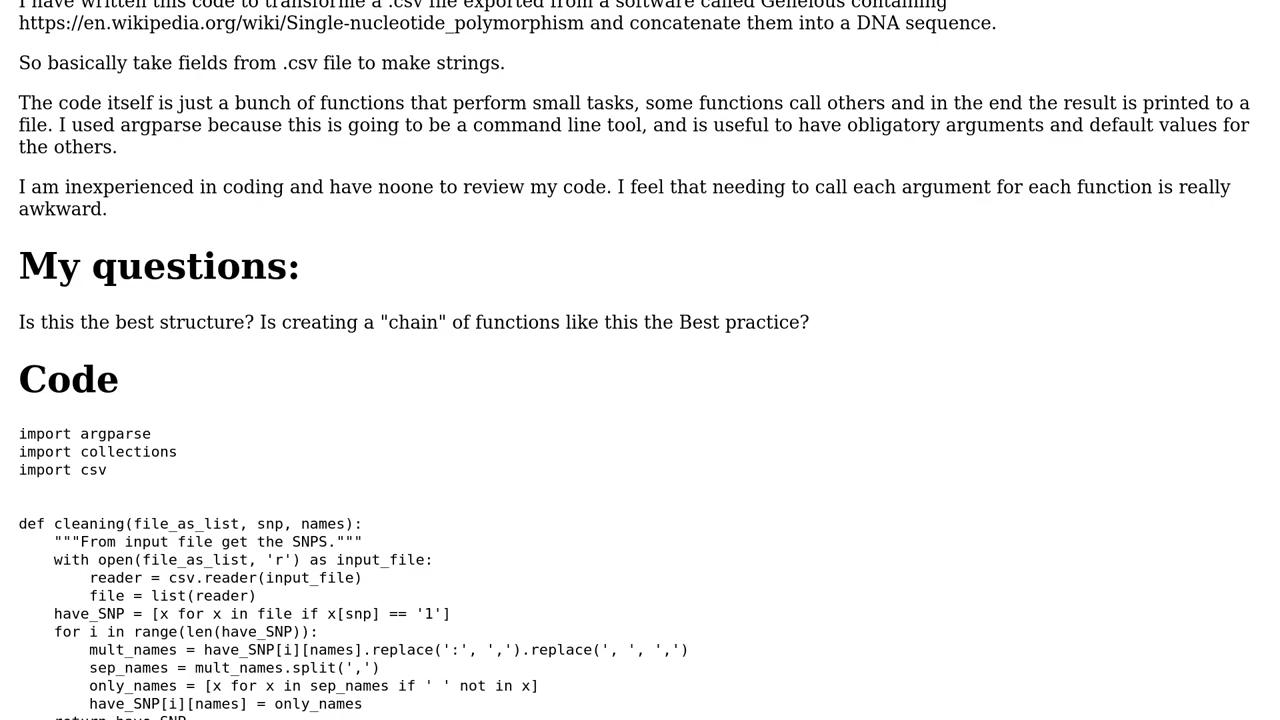 I have written this code to transforme a .csv file exported from a software called Geneious containing
https://en.wikipedia.org/wiki/Single-nucleotide_polymorphism and concatenate them into a DNA sequence.
So basically take fields from .csv file to make strings.
The code itself is just a bunch of functions that perform small tasks, some functions call others and in the end the result is printed to a
file. I used argparse because this is going to be a command line tool, and is useful to have obligatory arguments and default values for
the others.
I am inexperienced in coding and have noone to review my code. I feel that needing to call each argument for each function is really
awkward.
My questions:
Is this the best structure? Is creating a "chain" of functions like this the Best practice?
Code
import argparse
import collections
import csv
def cleaning(file_as_list, snp, names):
    """From input file get the SNPS."""
    with open(file_as_list, 'r') as input_file:
        reader = csv.reader(input_file)
        file = list(reader)
    have_SNP = [x for x in file if x[snp] == '1']
    for i in range(len(have_SNP)):
        mult_names = have_SNP[i][names].replace(':', ',').replace(', ', ',')
        sep_names = mult_names.split(',')
        only_names = [x for x in sep_names if ' ' not in x]
        have_SNP[i][names] = only_names
    return have_SNP